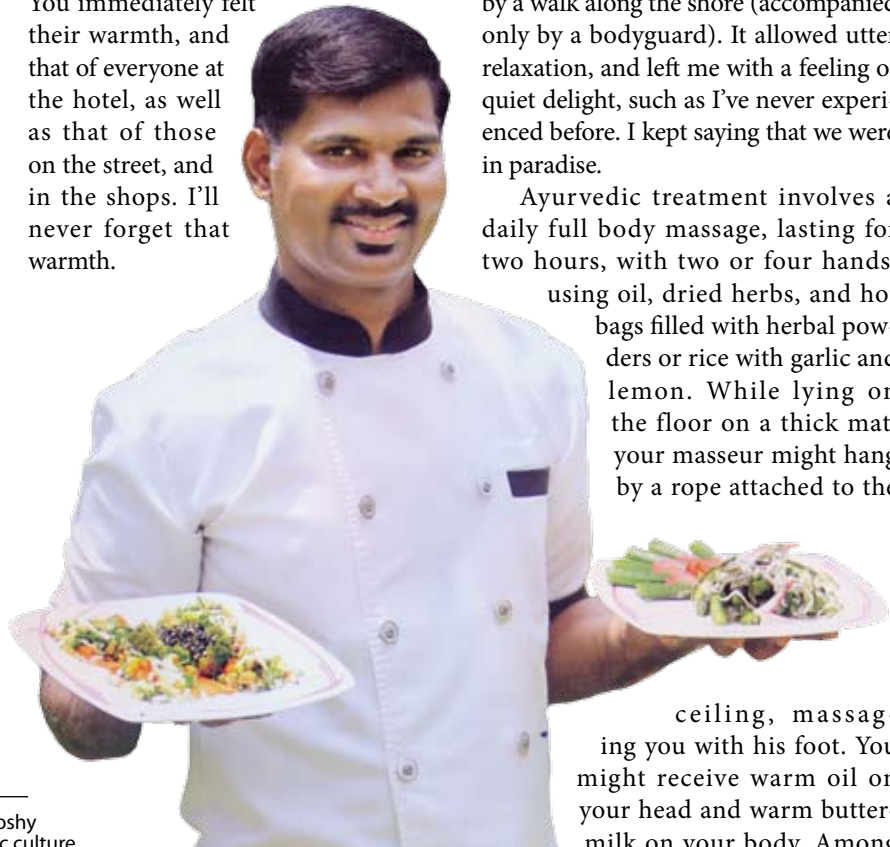 You immediately felt
their warmth, and
that of everyone at
the hotel, as well
as that of those
on the street, and
in the shops. I'll
never forget that
warmth.
oshy
c culture
by a walk along the shore (accompanied
only by a bodyguard). It allowed utter
relaxation, and left me with a feeling o
quiet delight, such as I've never experi-
enced before. I kept saying that we were
in paradise.
Ayurvedic treatment involves a
daily full body massage, lasting for
two hours, with two or four hands
using oil, dried herbs, and ho
bags filled with herbal pow-
ders or rice with garlic and
lemon. While lying on
the floor on a thick mat
your masseur might hang
by a rope attached to the
ceiling, massag-
ing you with his foot. You
might receive warm oil on
your head and warm butter-
milk on your body. Among